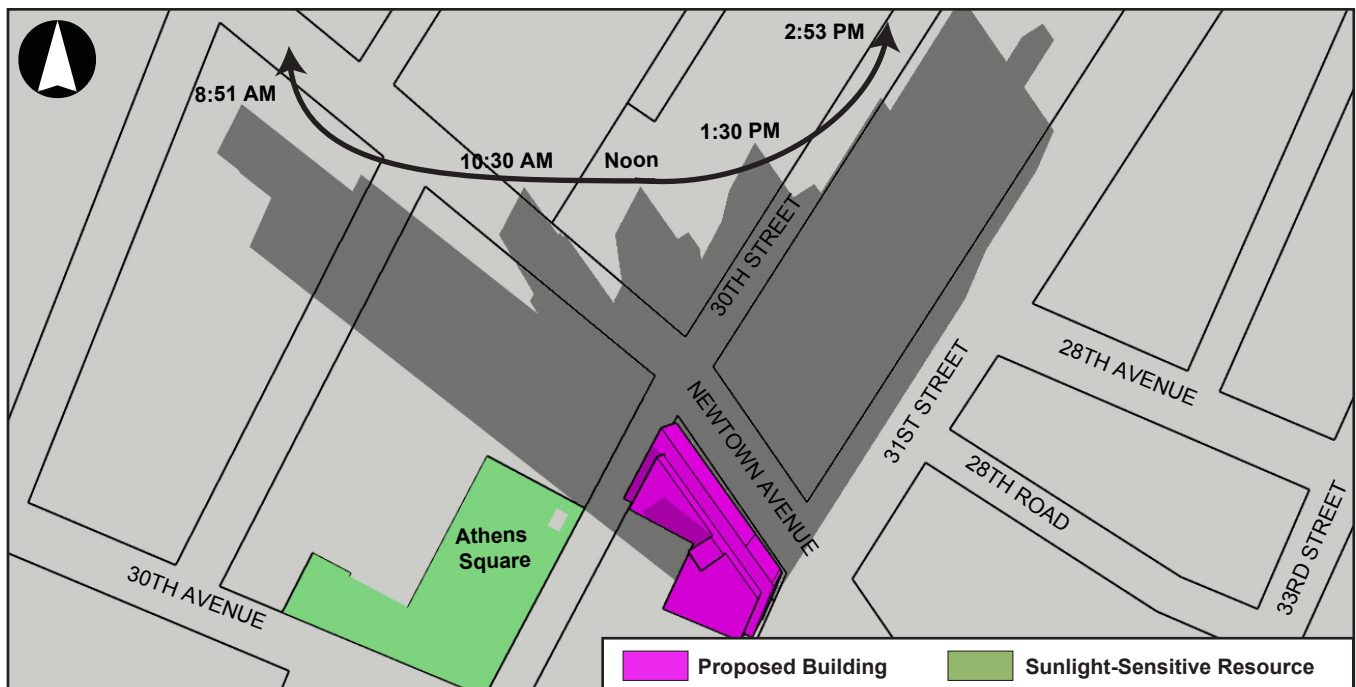 2:53 PM
8:51 AM
1:30 PM
10:30 AM
Noon
30TH STREET
NEWTOWN AVENUE
31ST STREET
28TH AVENUE
28TH ROAD
33RD STREET
Athens
Square
30TH AVENUE
Proposed Building
Sunlight-Sensitive Resource